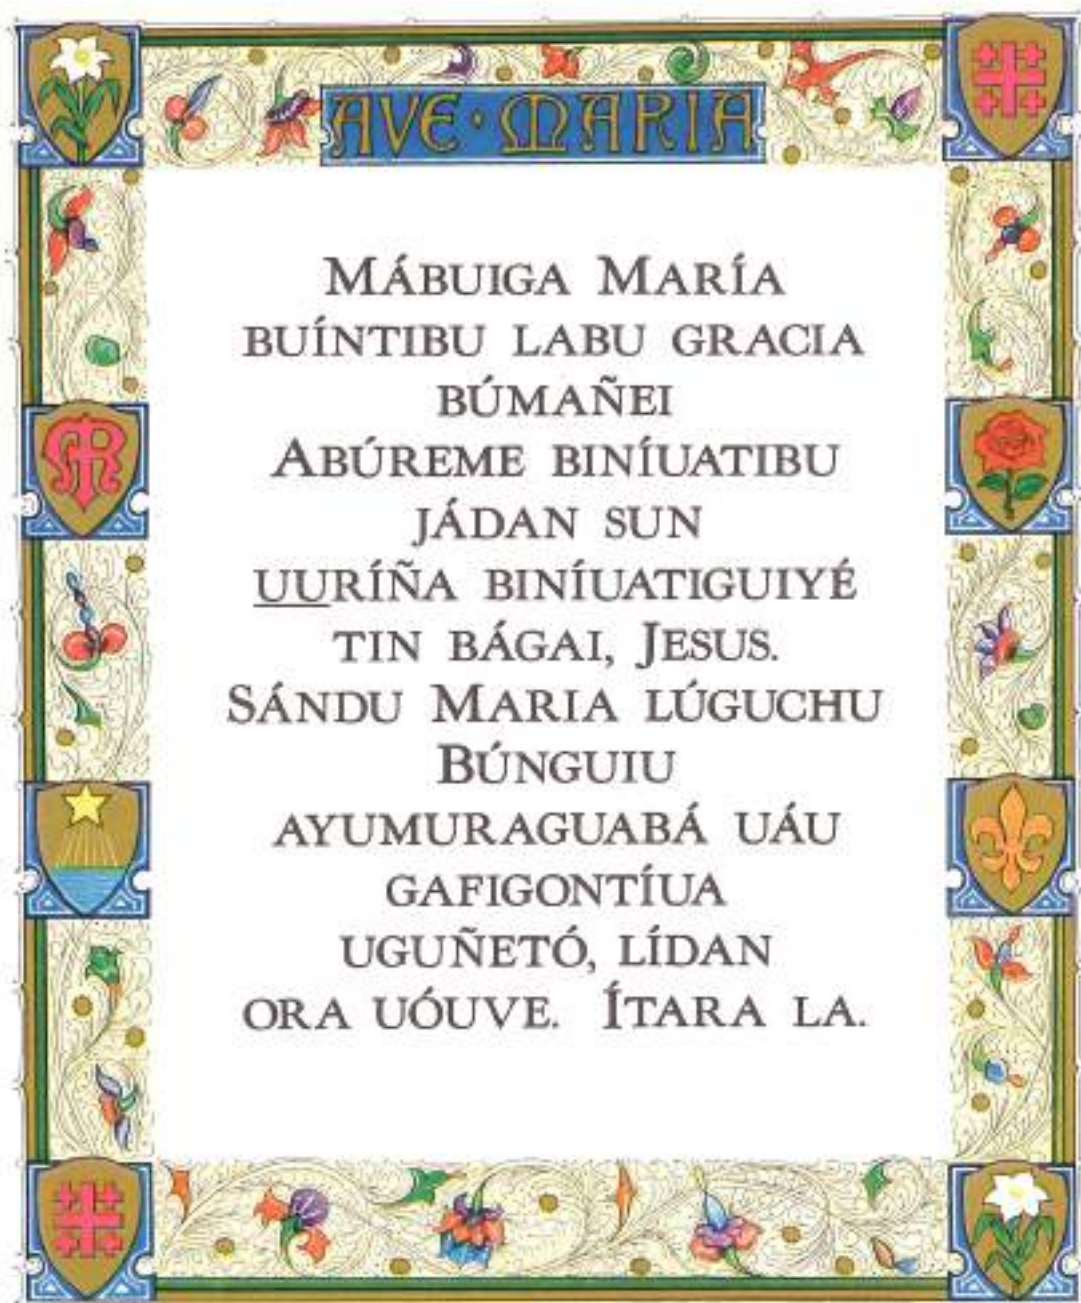 AVE · MARIA
MÁBUIGA MARÍA
BUÍNTIBU LABU GRACIA
BÚMAÑEI
ABÚREME BINÍUATIBU
JÁDAN SUN
UURÍÑA BINÍUATIGUIYÉ
TIN BÁGAI, JESUS.
SÁNDU MARIA LÚGUCHU
BÚNGUIU
AYUMURAGUABÁ UÁU
GAFIGONTÍUA
UGUÑETÓ, LÍDAN
ORA UÓUVE. ÍTARA LA.